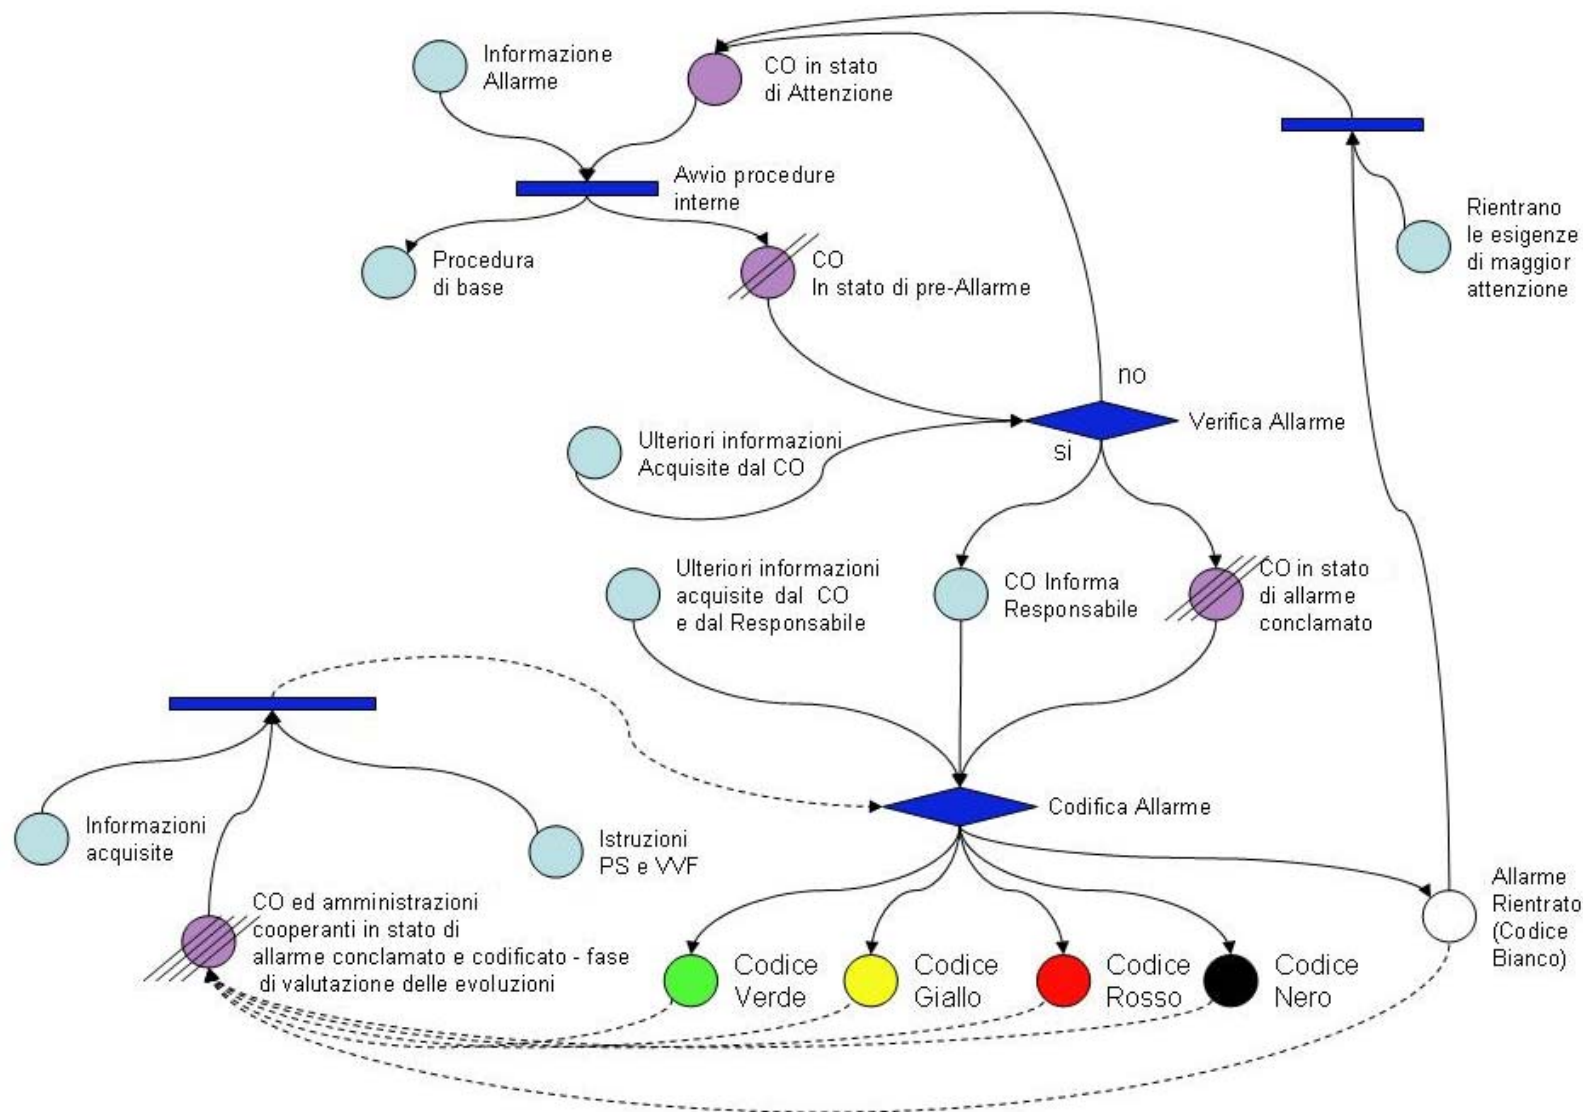 Informazione
Allarme
CO in stato
di Attenzione
Avvio procedure
interne
Rientrano
le esigenze
di maggior
attenzione
Procedura
di base
CO
In stato di pre-Allarme
no
Verifica Allarme
si
Ulteriori informazioni
Acquisite dal CO
Ulteriori informazioni
acquisite dal CO
e dal Responsabile
CO Informa
Responsabile
CO in stato
di allarme
conclamato
Codifica Allarme
Informazioni
acquisite
Istruzioni
PS e VVF
CO ed amministrazioni
cooperanti in stato di
allarme conclamato e codificato - fase
di valutazione delle evoluzioni
Codice
Verde
Codice
Giallo
Codice
Rosso
Codice
Nero
Allarme
Rientrato
(Codice
Bianco)